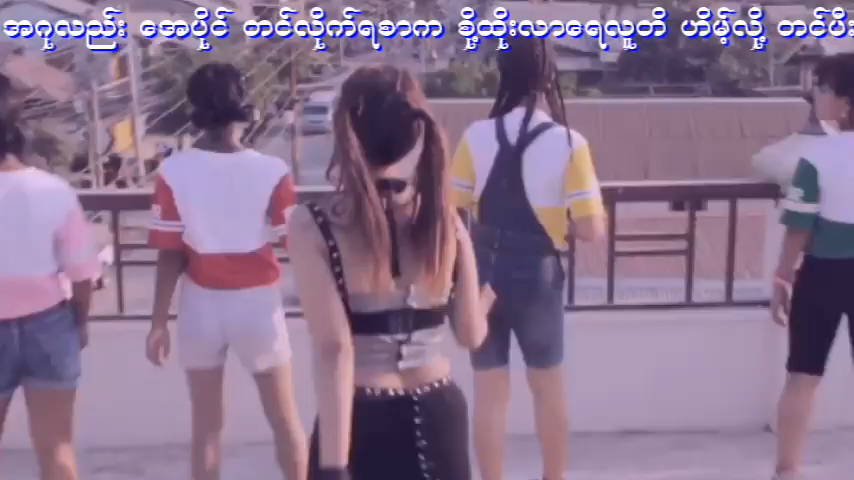 အဂုလည်း အေပိုင် တင်လိုက်ရစာက ခို့ထိုးလာရေလူတိ ဟိမ့်လို့ တင်ပီး